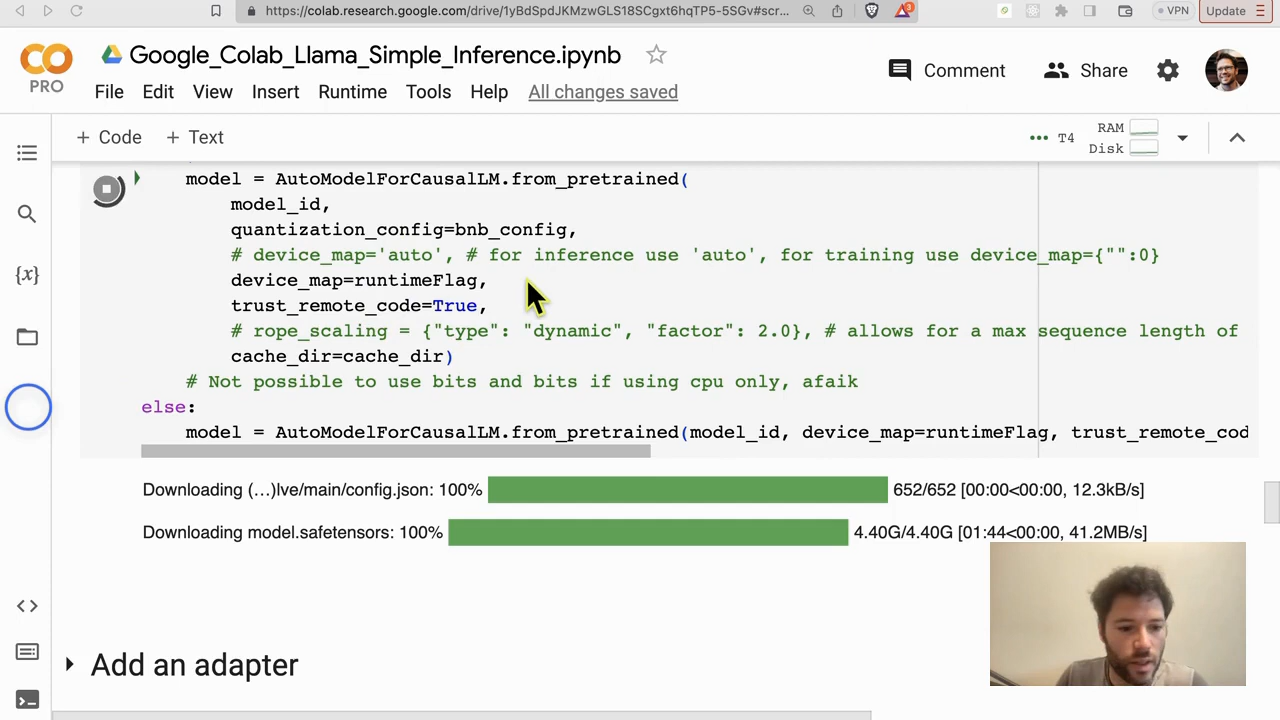 https://colab.research.google.com/drive/1yBdSpdJKMzwGLS18SCgxt6hqTP5-5SGv#scr...
3
VPN
Update
CO
PRO
Google_Colab_Llama_Simple_Inference.ipynb
File Edit View Insert Runtime Tools Help All changes saved
Comment
Share
+ Code + Text
T4
RAM
Disk
{x}
model = AutoModelForCausalLM.from_pretrained(
model_id,
quantization_config=bnb_config,
# device_map='auto', # for inference use 'auto', for training use device_map={"":0}
device_map=runtimeFlag,
trust_remote_code=True,
# rope_scaling = {"type": "dynamic", "factor": 2.0}, # allows for a max sequence length of
cache_dir=cache_dir)
# Not possible to use bits and bits if using cpu only, afaik
else:
model = AutoModelForCausalLM.from_pretrained(model_id, device_map=runtimeFlag, trust_remote_cod
Downloading (…)lve/main/config.json: 100% 652/652 [00:00<00:00, 12.3kB/s]
Downloading model.safetensors: 100% 4.40G/4.40G [01:44<00:00, 41.2MB/s]
Add an adapter